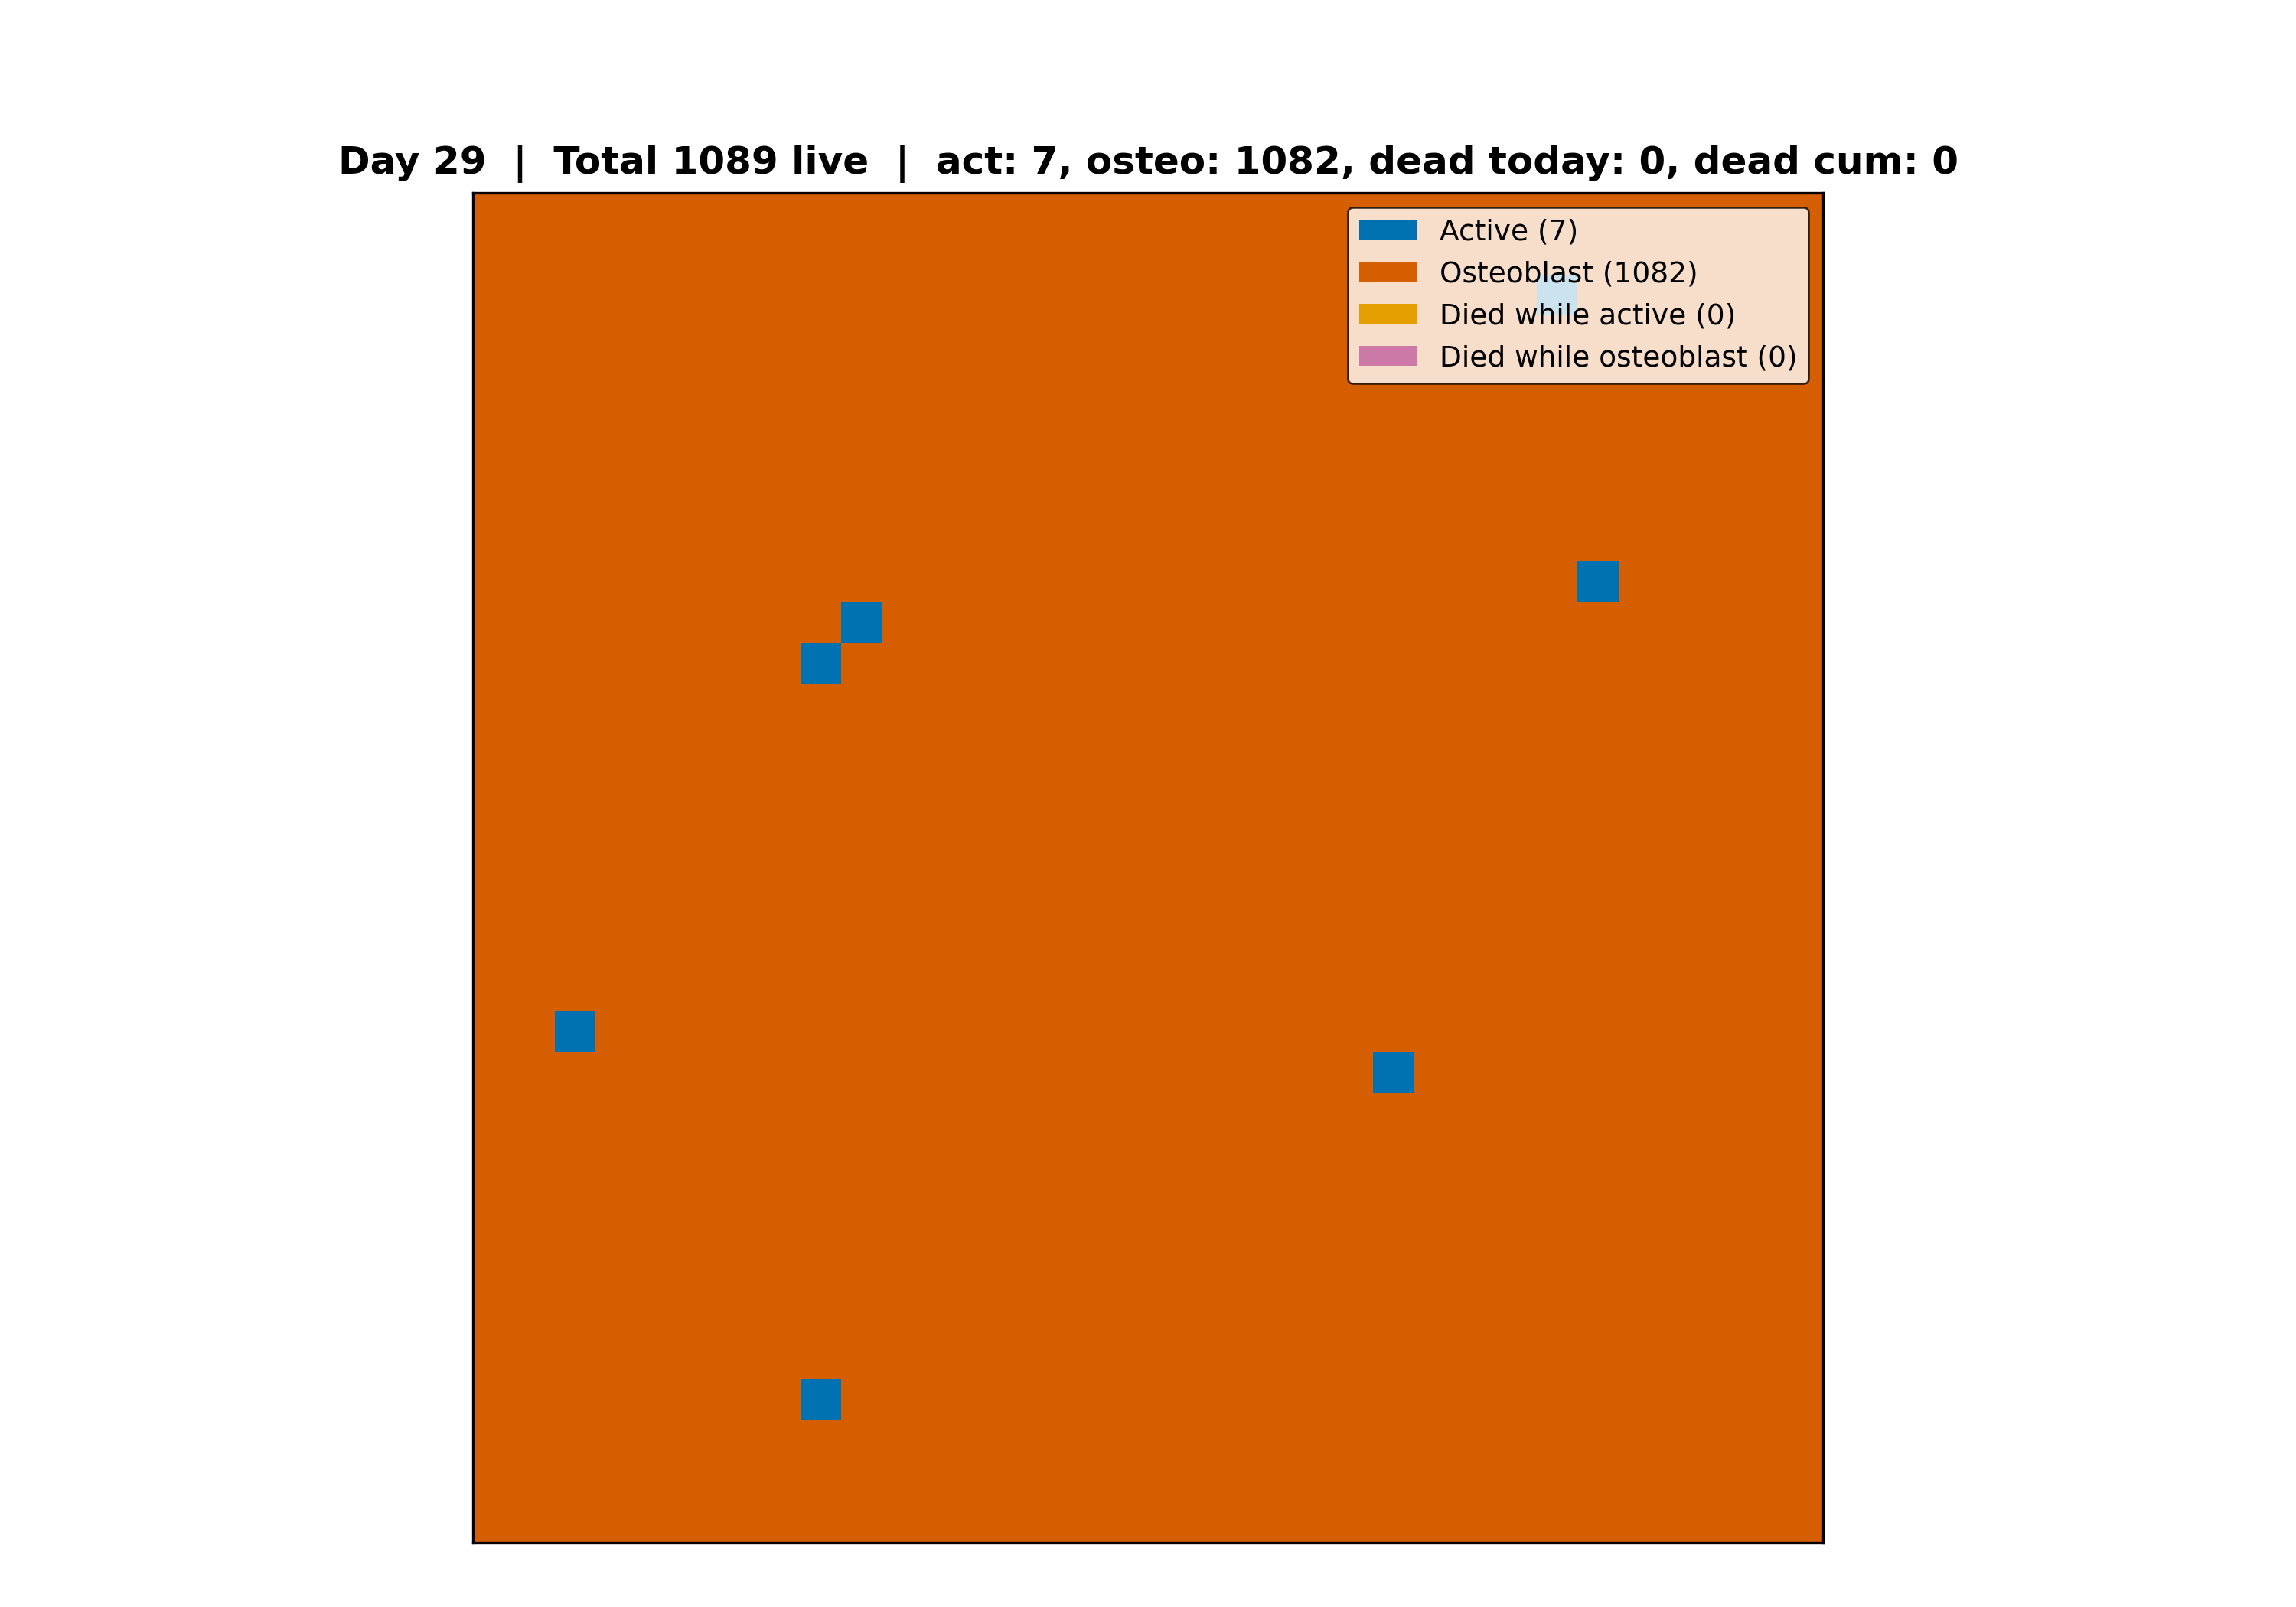 Day 29 | Total 1089 live | act: 7, osteo: 1082, dead today: 0, dead cum: 0
Active (7)
Osteoblast (1082)
Died while active (0)
Died while osteoblast (0)